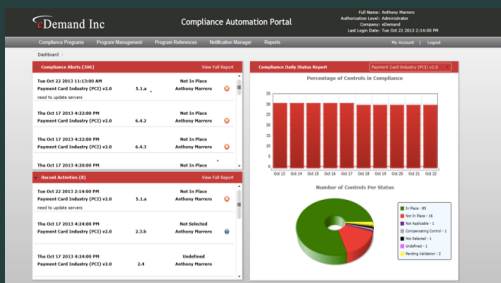 eDemand Inc
Compliance Automation Portal
Full Name: Anthony Marrero
Authorization Level: Administrator
Company: eDemand
Last Login Date: Tue Oct 22 2013 2:14:00 PM
Compliance Programs Program Management Program References Notification Manager Reports My Account | Logout
Dashboard
Compliance Alerts (306) View Full Report
Tue Oct 22 2013 11:13:00 AM Not In Place
Payment Card Industry (PCI) v2.0 5.1.a Anthony Marrero
need to update servers
Thu Oct 17 2013 4:22:00 PM Not In Place
Payment Card Industry (PCI) v2.0 6.4.2 Anthony Marrero
Thu Oct 17 2013 4:22:00 PM Not In Place
Payment Card Industry (PCI) v2.0 6.4.3 Anthony Marrero
Thu Oct 17 2013 4:20:00 PM Not In Place
Recent Activities (8) View Full Report
Tue Oct 22 2013 2:14:00 PM Not In Place
Payment Card Industry (PCI) v2.0 5.1.a Anthony Marrero
need to update servers
Thu Oct 17 2013 4:24:00 PM Not Selected
Payment Card Industry (PCI) v2.0 2.3.b Anthony Marrero
Thu Oct 17 2013 4:24:00 PM Undefined
Payment Card Industry (PCI) v2.0 2.4 Anthony Marrero
Compliance Daily Status Report Payment Card Industry (PCI) v2.0
Percentage of Controls in Compliance
35
30
25
20
15
10
5
0
Oct 13 Oct 14 Oct 15 Oct 16 Oct 17 Oct 18 Oct 19 Oct 20 Oct 21 Oct 22
Number of Controls Per Status
In Place - 85
Not In Place - 16
Not Applicable - 1
Compensating Control - 1
Not Selected - 1
Undefined - 1
Pending Validation - 2